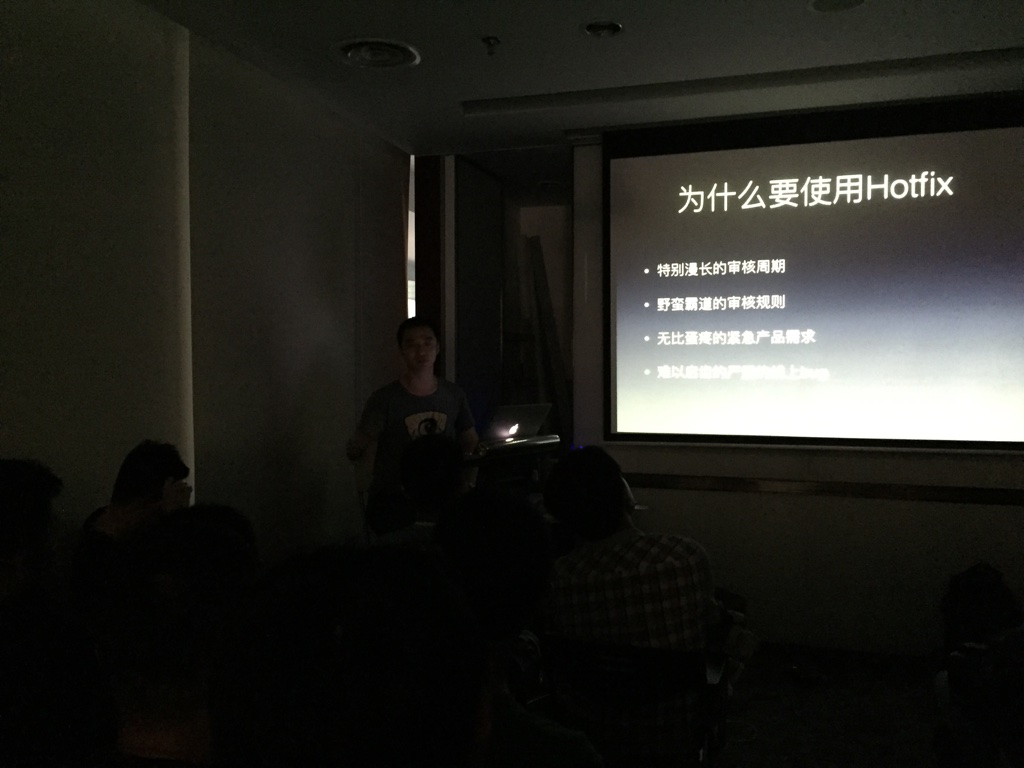 为什么要使用Hotfix
• 特别漫长的审核周期
• 野蛮霸道的审核规则
• 无比蛋疼的紧急产品需求
• 难以启齿的严重的线上bug